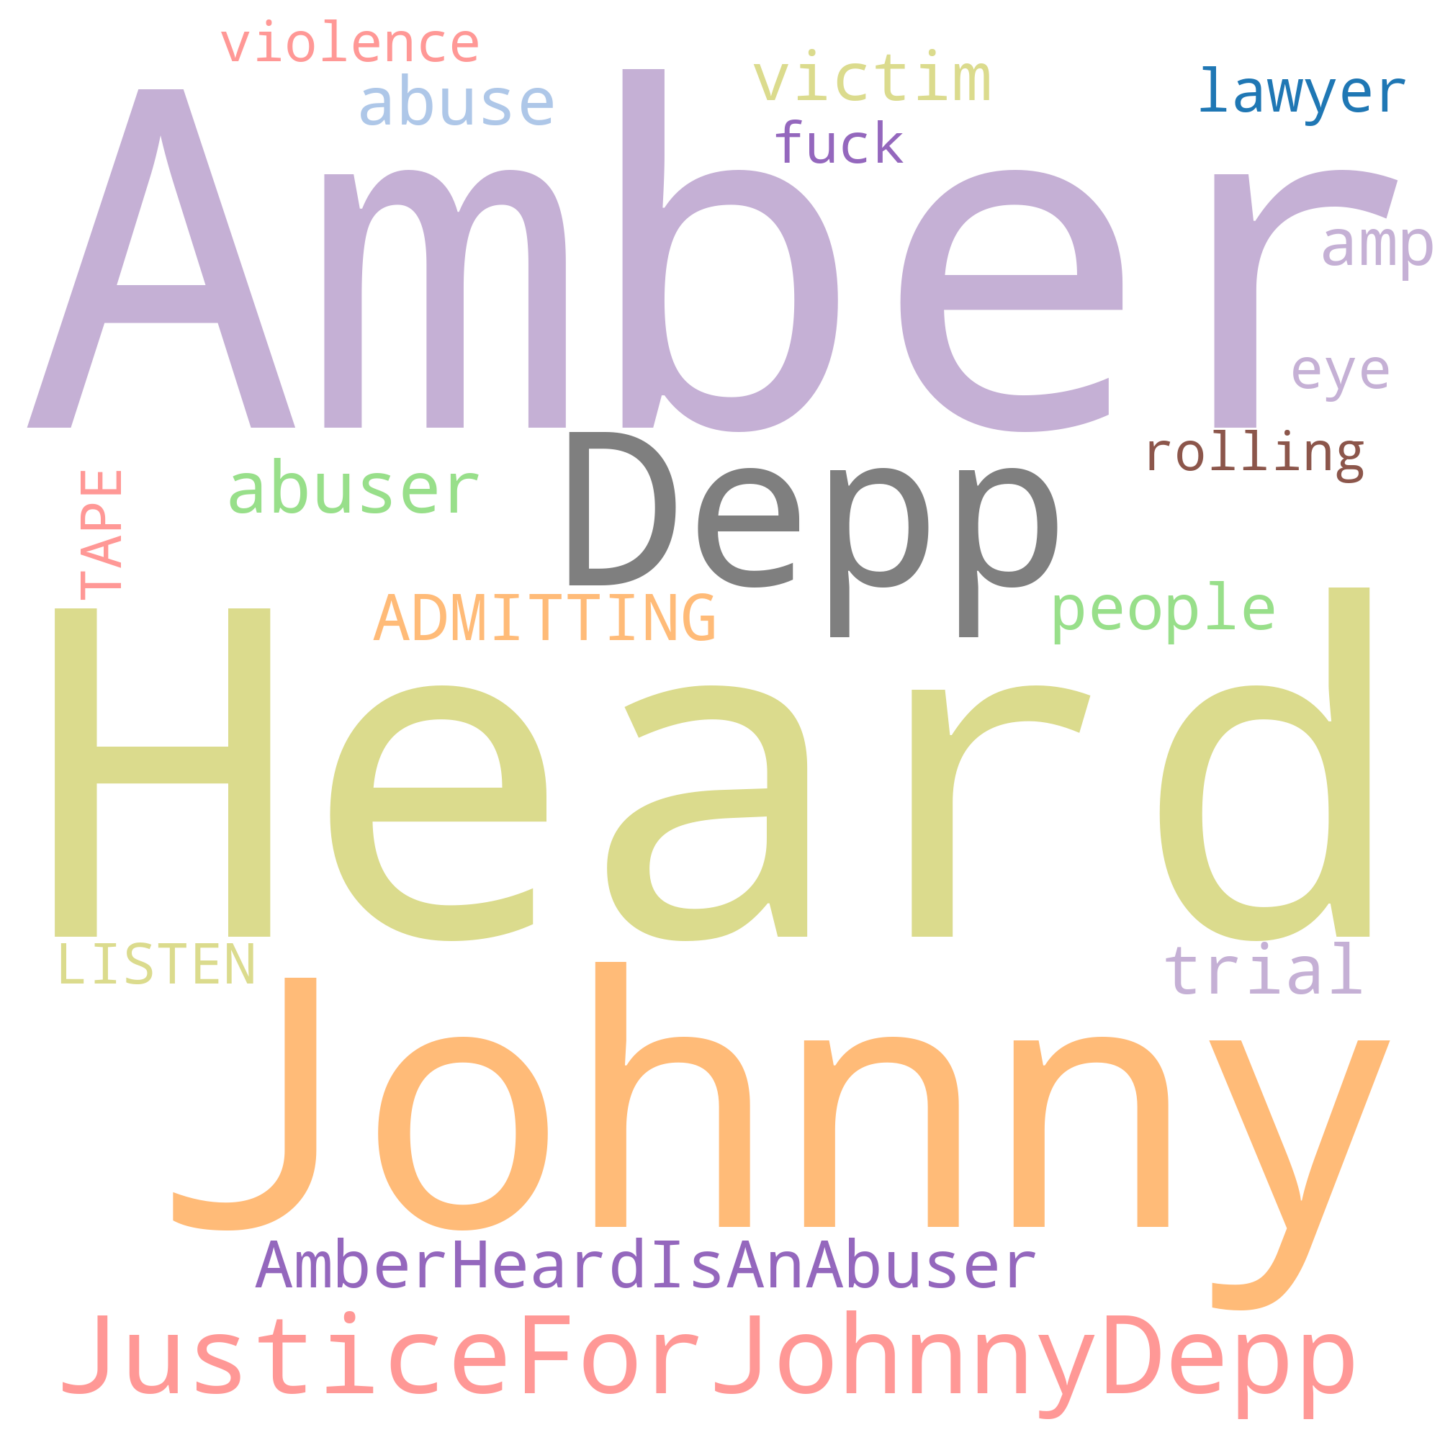 violence
victim
lawyer
abuse
fuck
Amber
amp
eye
rolling
abuser
Depp
TAPE
ADMITTING
people
Heard
LISTEN
trial
Johnny
AmberHeardIsAnAbuser
JusticeForJohnnyDepp